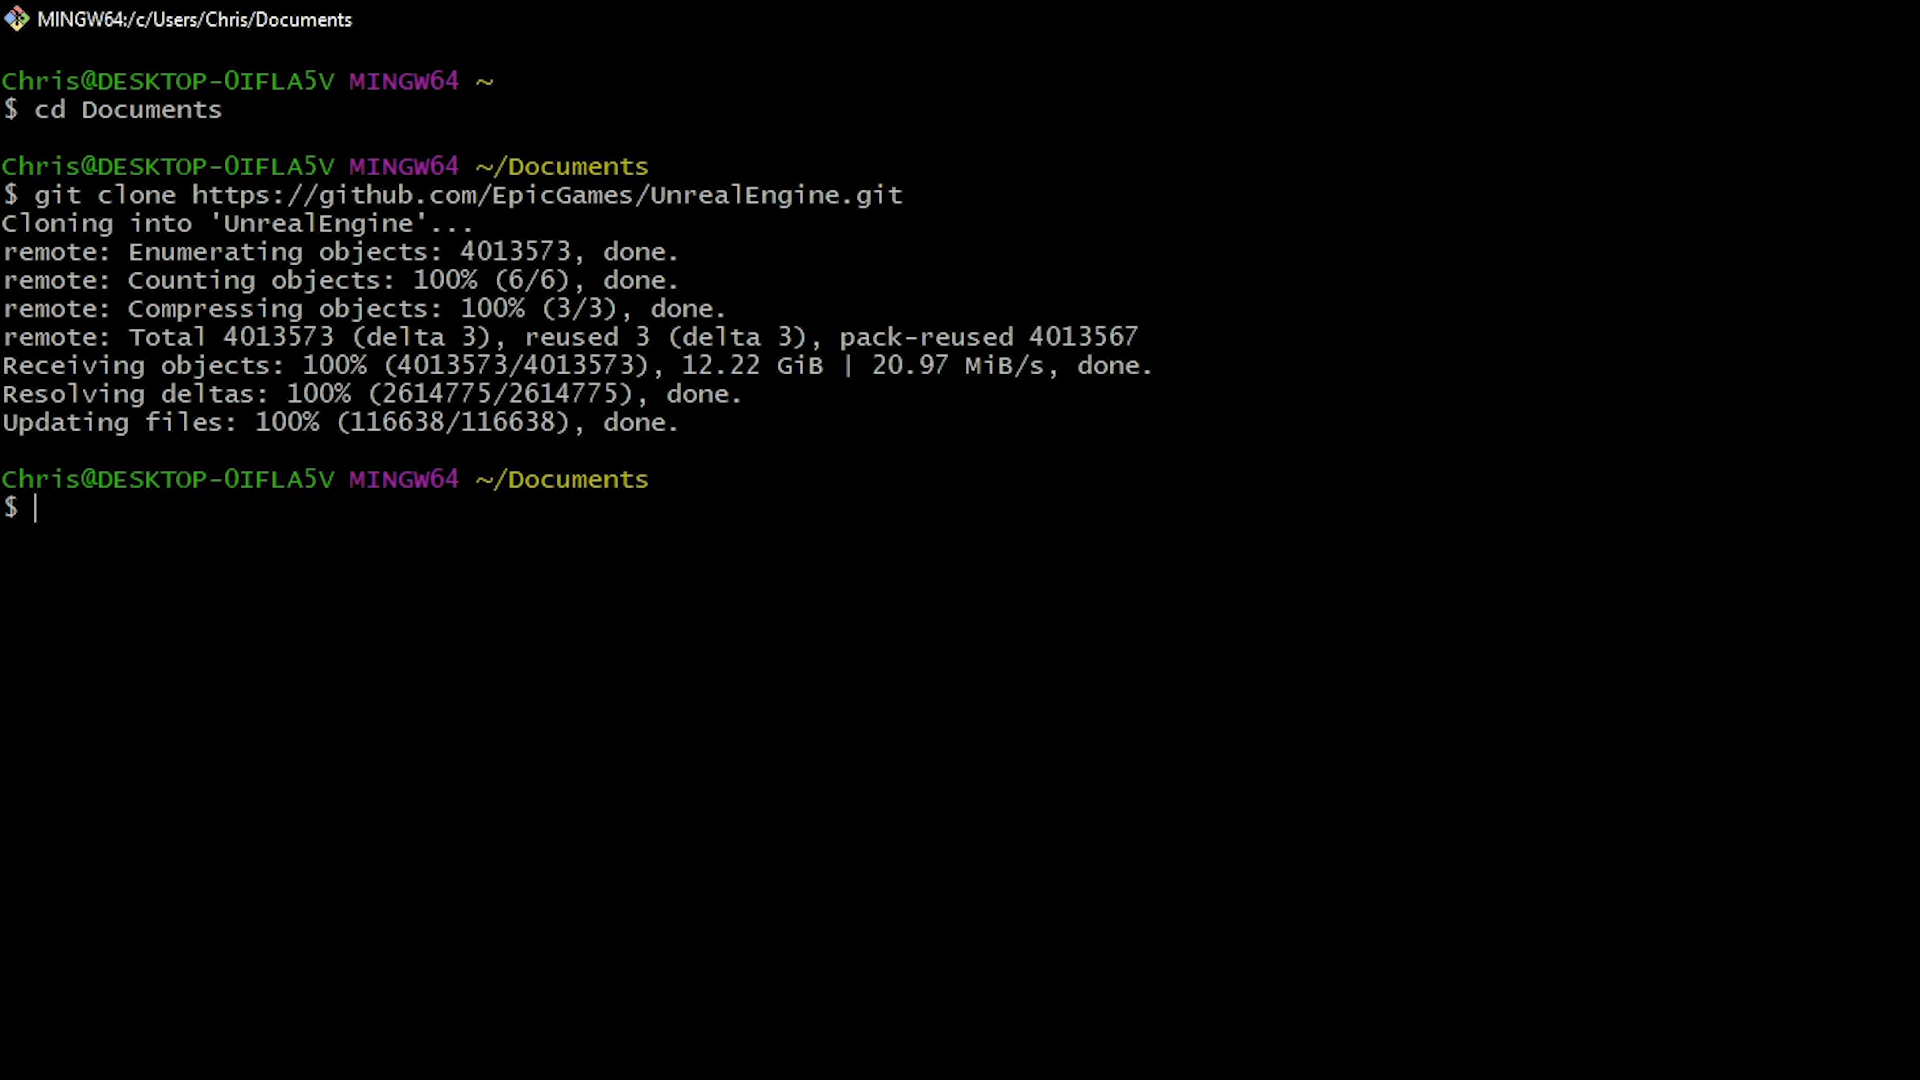 MINGW64:/c/Users/Chris/Documents
Chris@DESKTOP-0IFLA5V MINGW64 ~
$ cd Documents
Chris@DESKTOP-0IFLA5V MINGW64 ~/Documents
$ git clone https://github.com/EpicGames/UnrealEngine.git
Cloning into 'UnrealEngine'...
remote: Enumerating objects: 4013573, done.
remote: Counting objects: 100% (6/6), done.
remote: Compressing objects: 100% (3/3), done.
remote: Total 4013573 (delta 3), reused 3 (delta 3), pack-reused 4013567
Receiving objects: 100% (4013573/4013573), 12.22 GiB | 20.97 MiB/s, done.
Resolving deltas: 100% (2614775/2614775), done.
Updating files: 100% (116638/116638), done.
Chris@DESKTOP-0IFLA5V MINGW64 ~/Documents
$